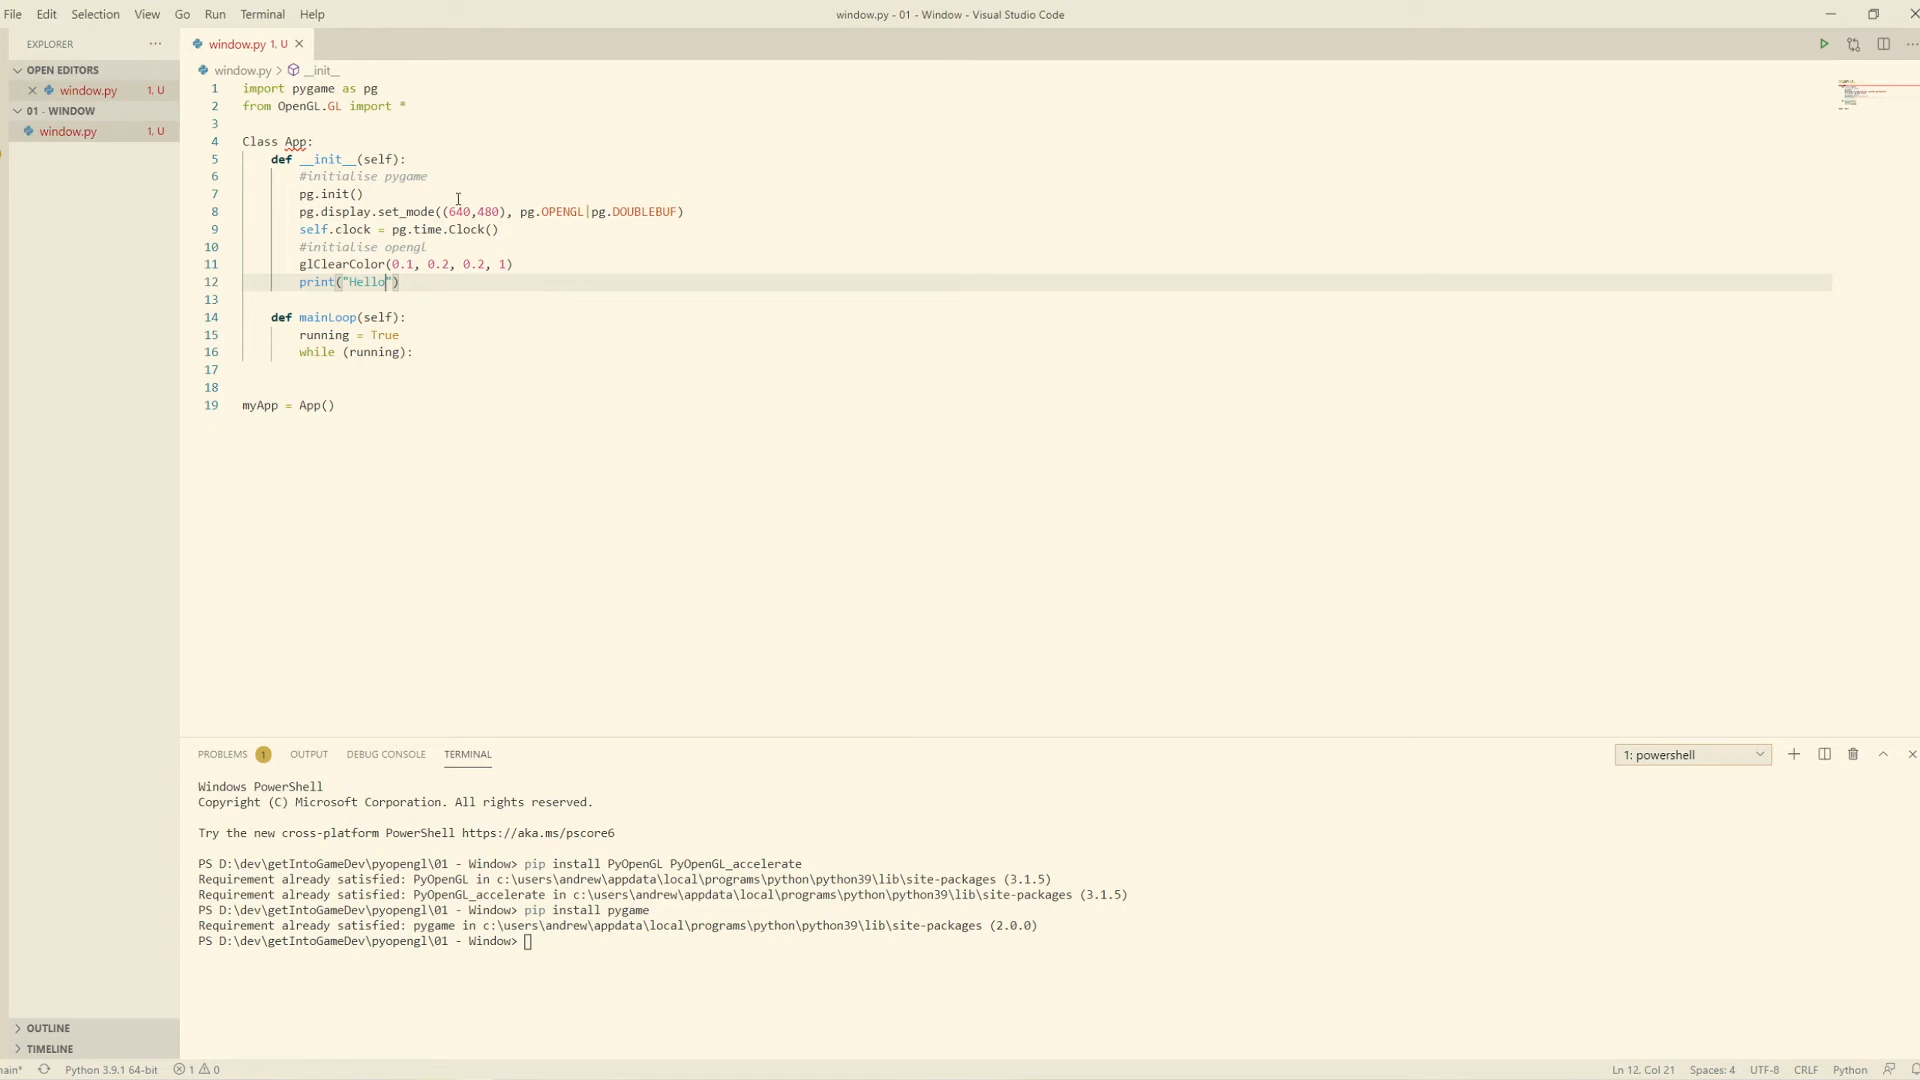 File Edit Selection View Go Run Terminal Help
window.py - 01 - Window - Visual Studio Code
EXPLORER
OPEN EDITORS
window.py 1, U
01 - WINDOW
window.py 1, U
window.py 1, U
window.py > __init__
1 import pygame as pg
2 from OpenGL.GL import *
3
4 Class App:
5 def __init__(self):
6 #initialise pygame
7 pg.init()
8 pg.display.set_mode((640,480), pg.OPENGL|pg.DOUBLEBUF)
9 self.clock = pg.time.Clock()
10 #initialise opengl
11 glClearColor(0.1, 0.2, 0.2, 1)
12 print("Hello")
13
14 def mainLoop(self):
15 running = True
16 while (running):
17
18
19 myApp = App()
PROBLEMS 1 OUTPUT DEBUG CONSOLE TERMINAL
1: powershell
Windows PowerShell
Copyright (C) Microsoft Corporation. All rights reserved.
Try the new cross-platform PowerShell https://aka.ms/pscore6
PS D:\dev\getIntoGameDev\pyopengl\01 - Window> pip install PyOpenGL PyOpenGL_accelerate
Requirement already satisfied: PyOpenGL in c:\users\andrew\appdata\local\programs\python\python39\lib\site-packages (3.1.5)
Requirement already satisfied: PyOpenGL_accelerate in c:\users\andrew\appdata\local\programs\python\python39\lib\site-packages (3.1.5)
PS D:\dev\getIntoGameDev\pyopengl\01 - Window> pip install pygame
Requirement already satisfied: pygame in c:\users\andrew\appdata\local\programs\python\python39\lib\site-packages (2.0.0)
PS D:\dev\getIntoGameDev\pyopengl\01 - Window>
OUTLINE
TIMELINE
ain* Python 3.9.1 64-bit 1 0
Ln 12, Col 21 Spaces: 4 UTF-8 CRLF Python